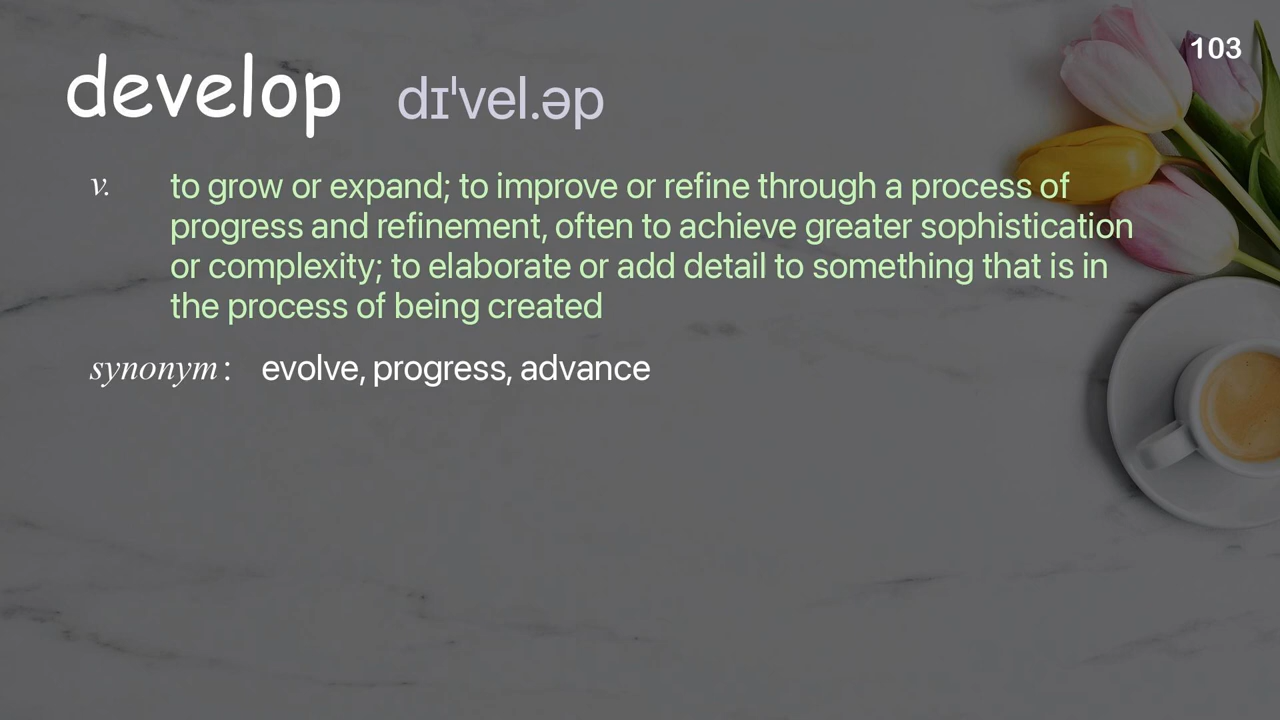 103
develop dɪˈvel.əp
v. to grow or expand; to improve or refine through a process of
progress and refinement, often to achieve greater sophistication
or complexity; to elaborate or add detail to something that is in
the process of being created
synonym: evolve, progress, advance